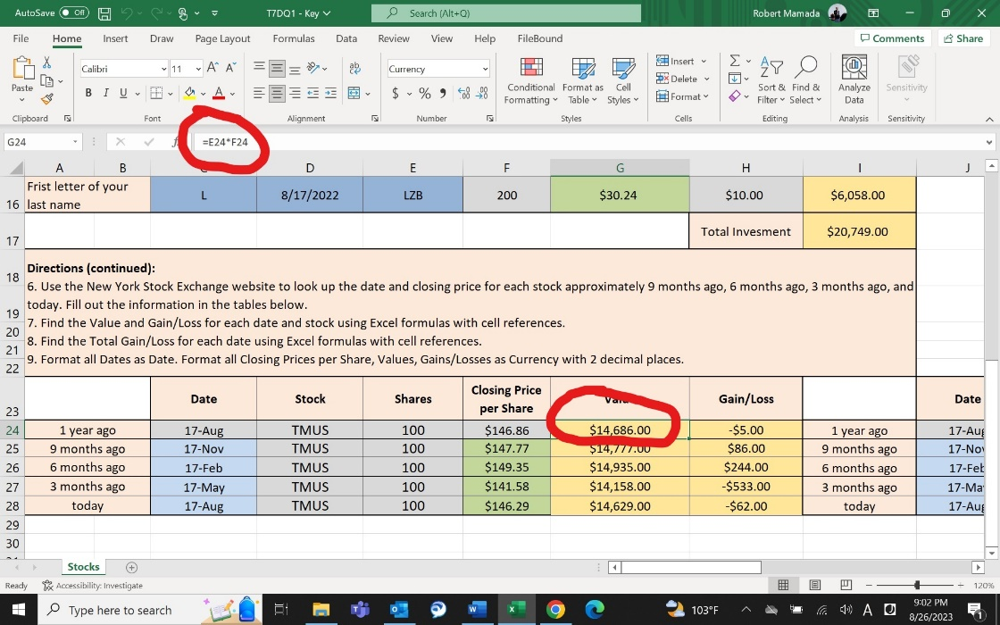 AutoSave Off T7DQ1 - Key Search (Alt+Q) Robert Mamada
File Home Insert Draw Page Layout Formulas Data Review View Help FileBound Comments Share
Paste Calibri 11 B I U ab Currency $ % Conditional Formatting Format as Table Cell Styles Insert Delete Format Sort & Filter Find & Select Analyze Data Sensitivity
Clipboard Font Alignment Number Styles Cells Editing Analysis Sensitivity
G24 =E24*F24
A B D E F G H I J
16 Frist letter of your last name L 8/17/2022 LZB 200 $30.24 $10.00 $6,058.00
17 Total Invesment $20,749.00
18 Directions (continued):
6. Use the New York Stock Exchange website to look up the date and closing price for each stock approximately 9 months ago, 6 months ago, 3 months ago, and
19 today. Fill out the information in the tables below.
20 7. Find the Value and Gain/Loss for each date and stock using Excel formulas with cell references.
21 8. Find the Total Gain/Loss for each date using Excel formulas with cell references.
22 9. Format all Dates as Date. Format all Closing Prices per Share, Values, Gains/Losses as Currency with 2 decimal places.
23 Date Stock Shares Closing Price per Share Gain/Loss Date
24 1 year ago 17-Aug TMUS 100 $146.86 $14,686.00 -$5.00 1 year ago 17-Aug
25 9 months ago 17-Nov TMUS 100 $147.77 $14,777.00 $86.00 9 months ago 17-Nov
26 6 months ago 17-Feb TMUS 100 $149.35 $14,935.00 $244.00 6 months ago 17-Feb
27 3 months ago 17-May TMUS 100 $141.58 $14,158.00 -$533.00 3 months ago 17-May
28 today 17-Aug TMUS 100 $146.29 $14,629.00 -$62.00 today 17-Aug
29
30
Stocks
Ready Accessibility: Investigate 120%
Type here to search 103°F 9:02 PM
8/26/2023